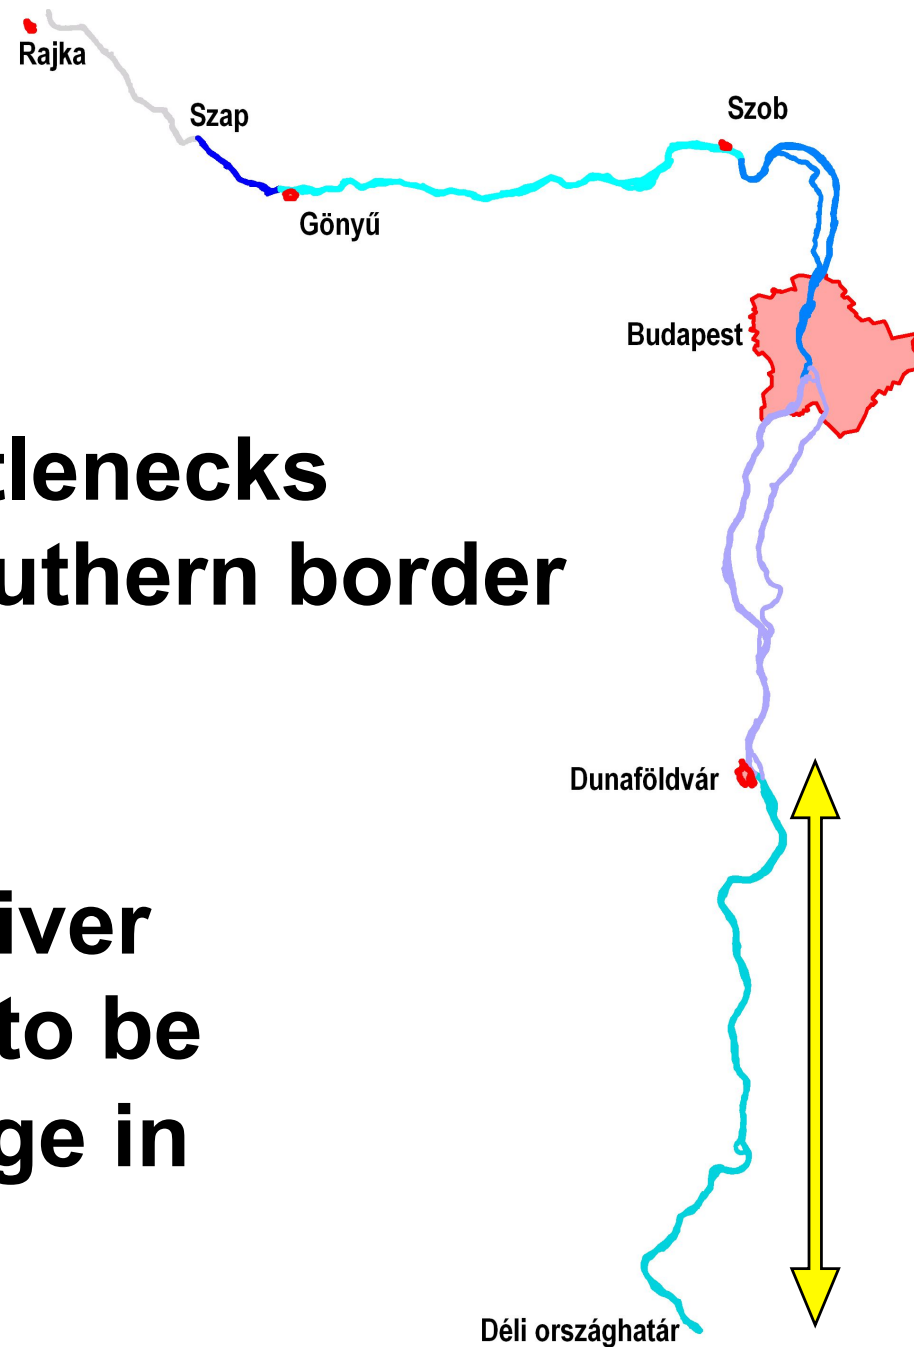 Rajka
Szap
Szob
Gönyű
Budapest
tlenecks
uthern border
Dunaföldvár
iver
to be
ge in
Déli országhatár